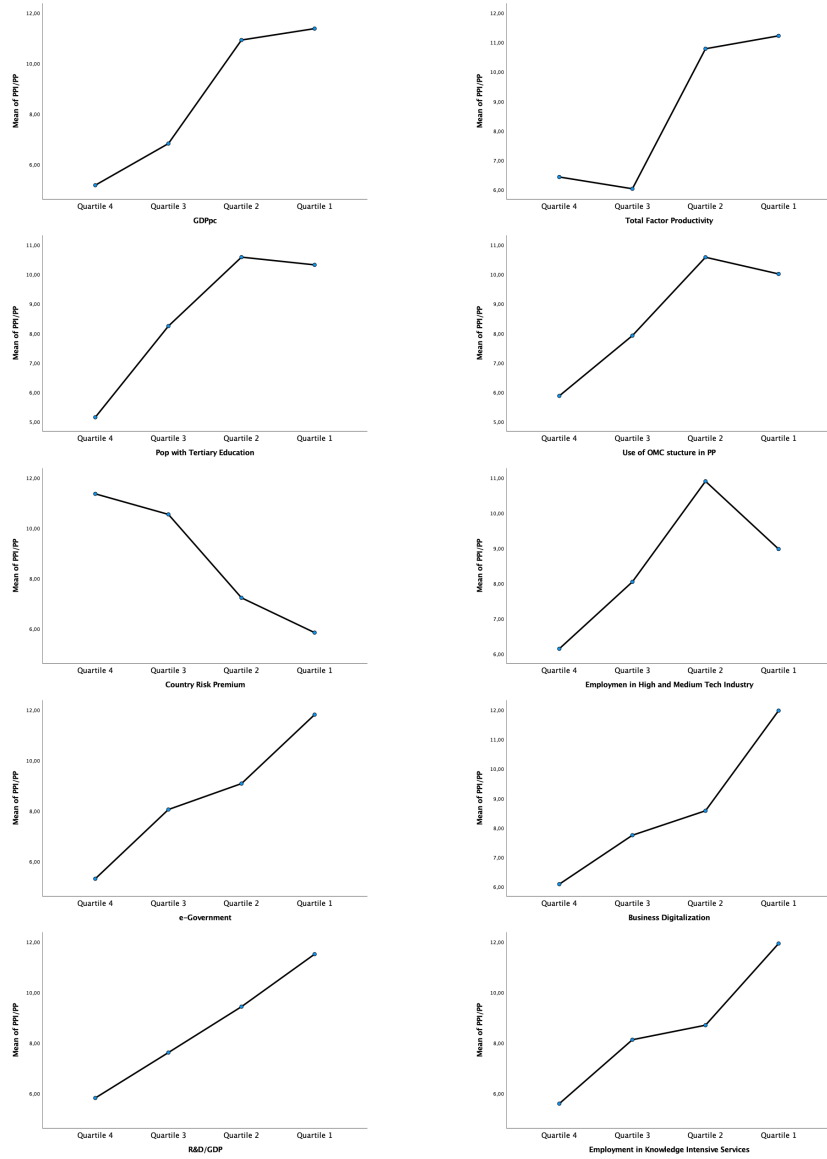 12,00
10,00
8,00
6,00
Mean of PPI/PP
Quartile 4 Quartile 3 Quartile 2 Quartile 1
GDPpc
12,00
11,00
10,00
9,00
8,00
7,00
6,00
Mean of PPI/PP
Quartile 4 Quartile 3 Quartile 2 Quartile 1
Total Factor Productivity
11,00
10,00
9,00
8,00
7,00
6,00
5,00
Mean of PPI/PP
Quartile 4 Quartile 3 Quartile 2 Quartile 1
Pop with Tertiary Education
11,00
10,00
9,00
8,00
7,00
6,00
5,00
Mean of PPI/PP
Quartile 4 Quartile 3 Quartile 2 Quartile 1
Use of OMC stucture in PP
12,00
10,00
8,00
6,00
Mean of PPI/PP
Quartile 4 Quartile 3 Quartile 2 Quartile 1
Country Risk Premium
11,00
10,00
9,00
8,00
7,00
6,00
Mean of PPI/PP
Quartile 4 Quartile 3 Quartile 2 Quartile 1
Employmen in High and Medium Tech Industry
12,00
10,00
8,00
6,00
Mean of PPI/PP
Quartile 4 Quartile 3 Quartile 2 Quartile 1
e-Government
12,00
11,00
10,00
9,00
8,00
7,00
6,00
Mean of PPI/PP
Quartile 4 Quartile 3 Quartile 2 Quartile 1
Business Digitalization
12,00
10,00
8,00
6,00
Mean of PPI/PP
Quartile 4 Quartile 3 Quartile 2 Quartile 1
R&D/GDP
12,00
10,00
8,00
6,00
Mean of PPI/PP
Quartile 4 Quartile 3 Quartile 2 Quartile 1
Employment in Knowledge Intensive Services